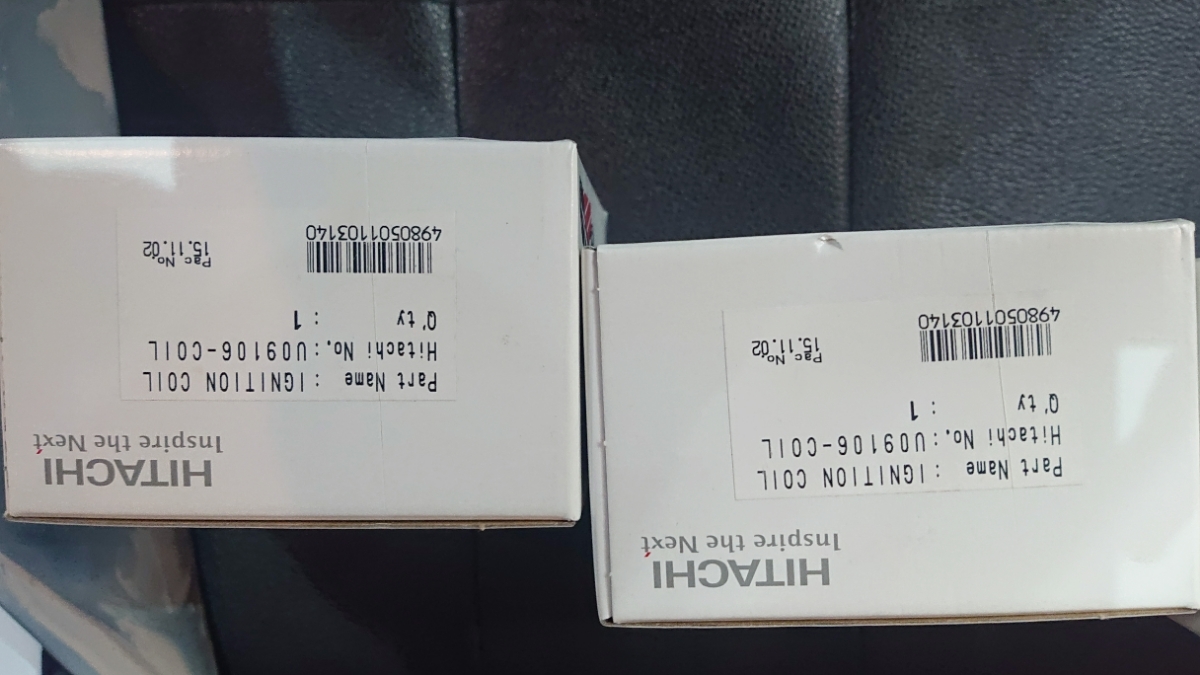 HITACHI
Inspire the Next
Part Name : IGNITION COIL
Hitachi No. : U09106-COIL
Q'ty : 1
4980501103140
Pac No
15.11.02
HITACHI
Inspire the Next
Part Name : IGNITION COIL
Hitachi No. : U09106-COIL
Q'ty : 1
4980501103140
Pac No
15.11.02